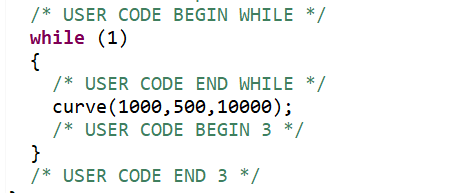 /* USER CODE BEGIN WHILE */
while (1)
{
/* USER CODE END WHILE */
curve(1000,500,10000);
/* USER CODE BEGIN 3 */
}
/* USER CODE END 3 */